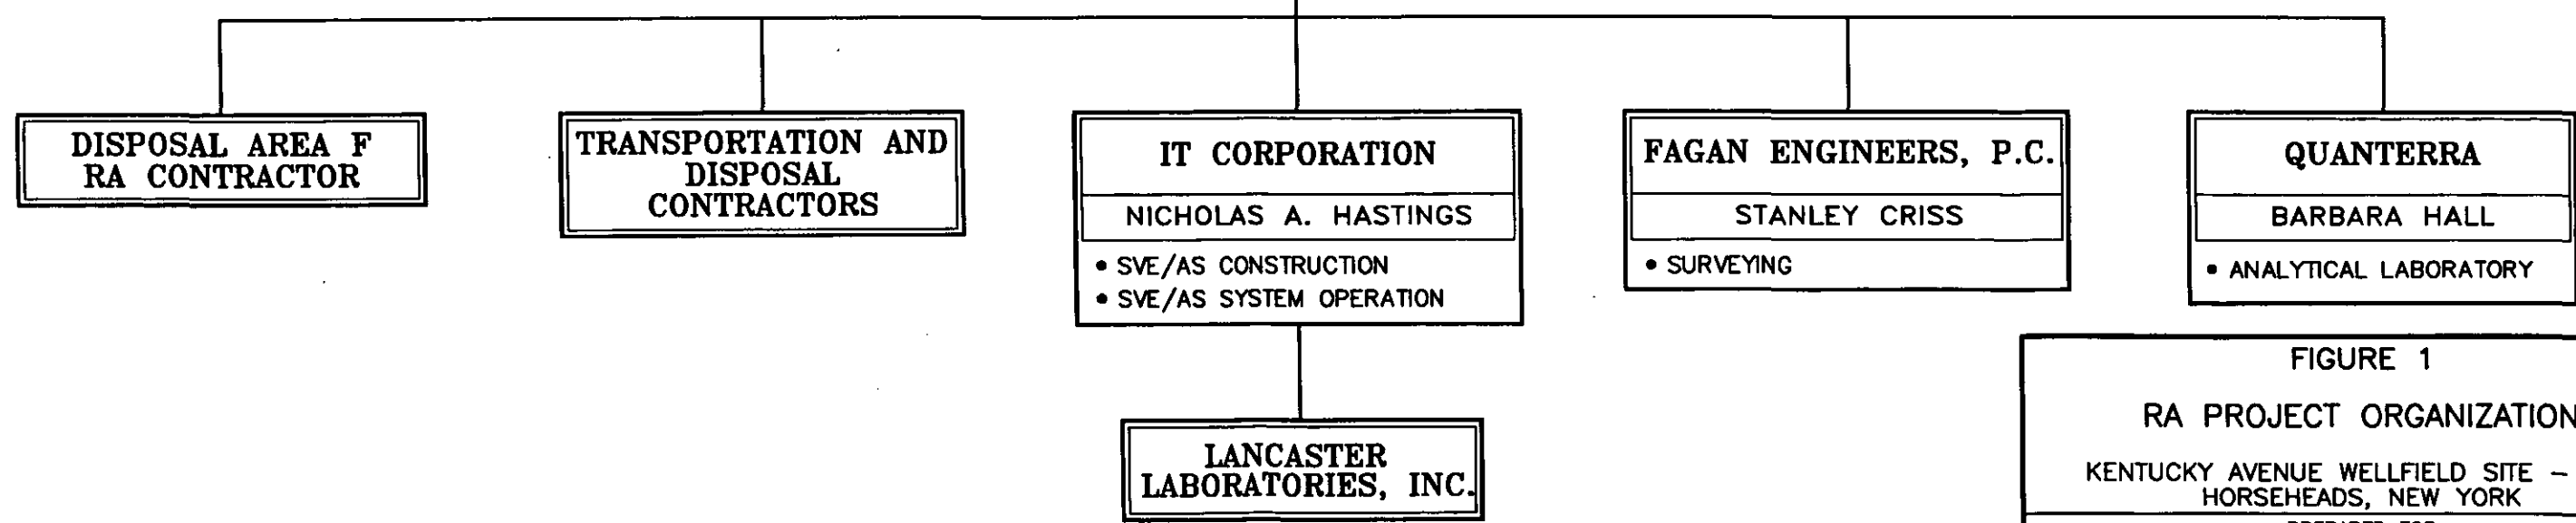 DISPOSAL AREA F
RA CONTRACTOR
TRANSPORTATION AND
DISPOSAL
CONTRACTORS
IT CORPORATION
NICHOLAS A. HASTINGS
• SVE/AS CONSTRUCTION
• SVE/AS SYSTEM OPERATION
FAGAN ENGINEERS, P.C.
STANLEY CRISS
• SURVEYING
QUANTERRA
BARBARA HALL
• ANALYTICAL LABORATORY
LANCASTER
LABORATORIES, INC.
FIGURE 1
RA PROJECT ORGANIZATION
KENTUCKY AVENUE WELLFIELD SITE –
HORSEHEADS, NEW YORK